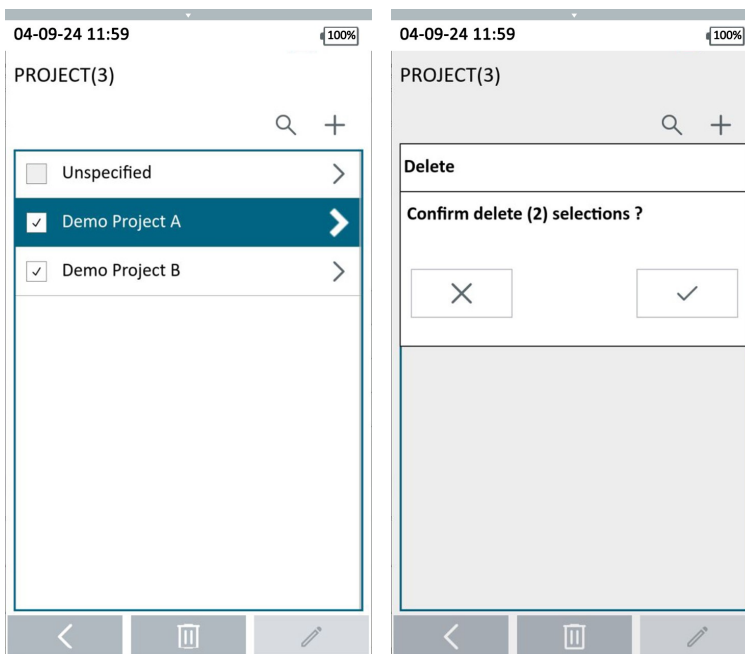 04-09-24 11:59
100%
PROJECT(3)
Unspecified
Demo Project A
Demo Project B
04-09-24 11:59
100%
PROJECT(3)
Delete
Confirm delete (2) selections ?